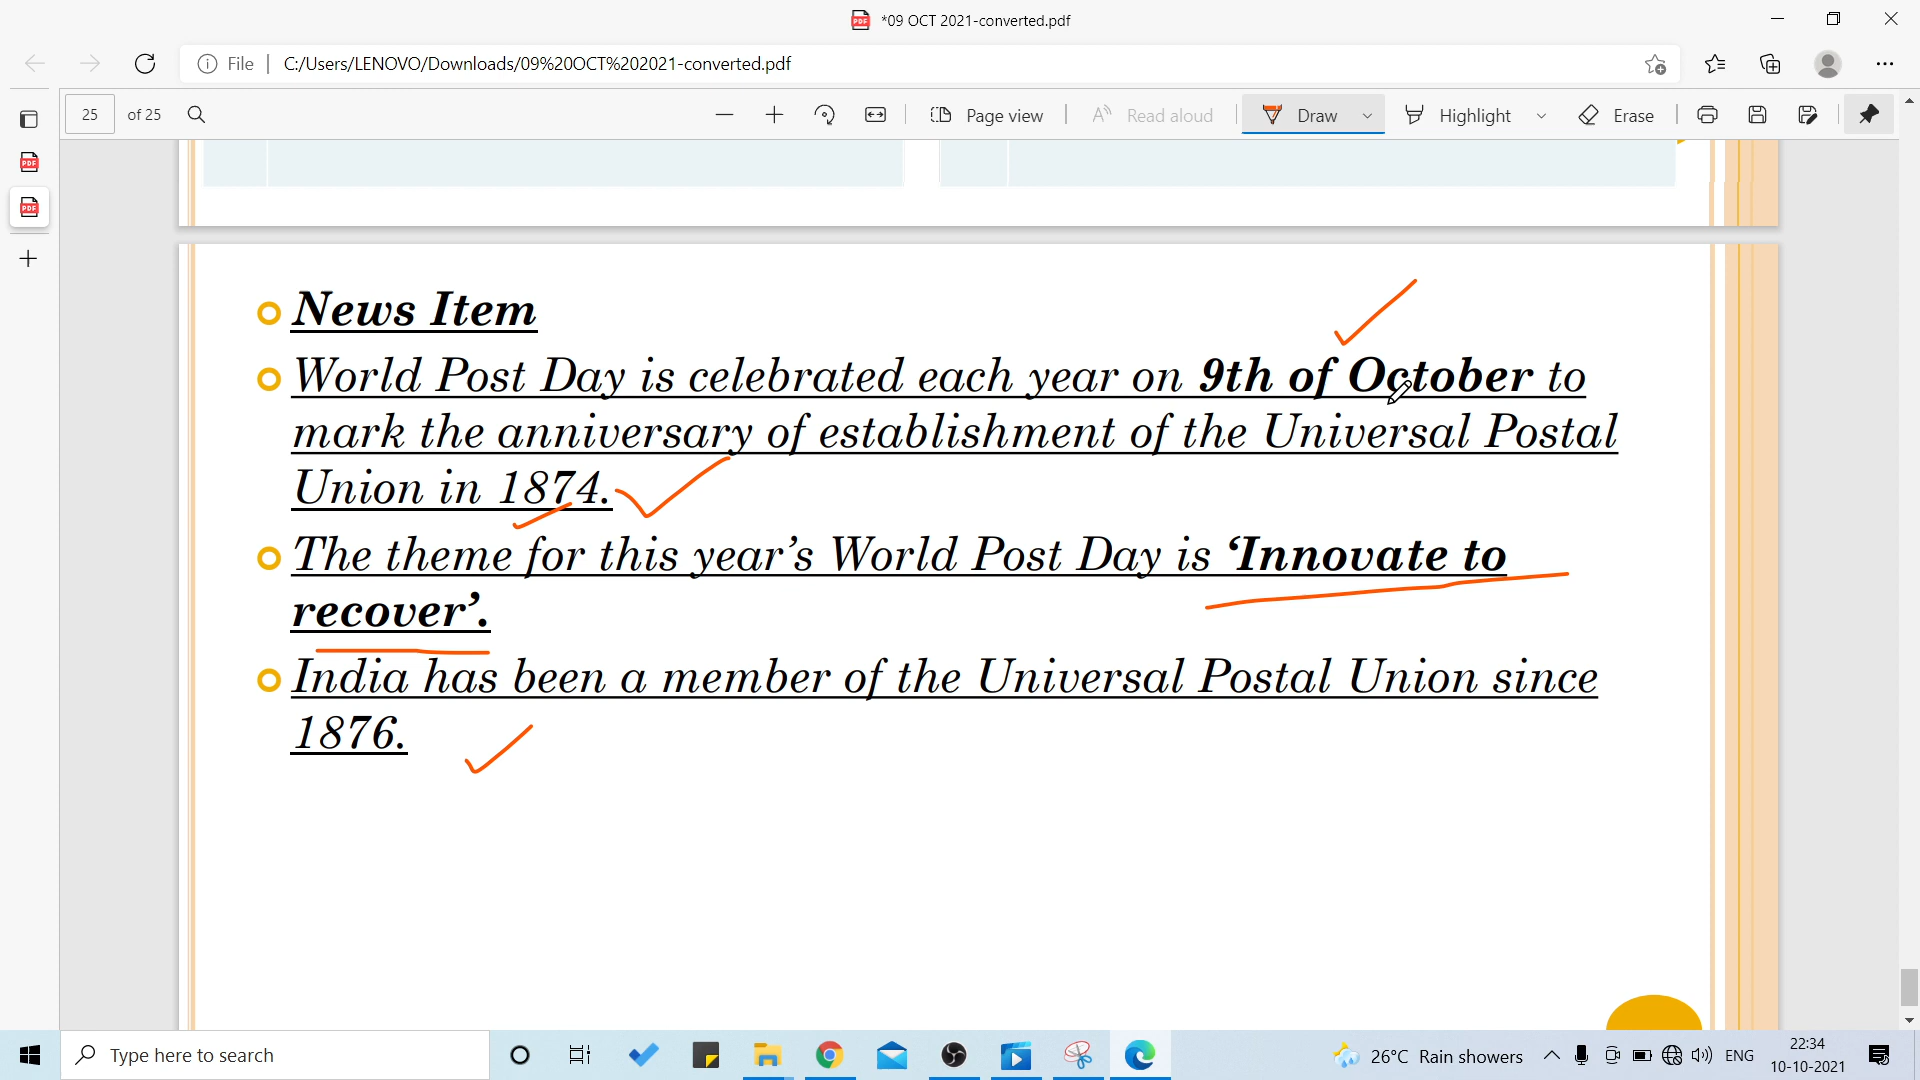 *09 OCT 2021-converted.pdf
File
C:/Users/LENOVO/Downloads/09%20OCT%202021-converted.pdf
25 of 25
Page view
Read aloud
Draw
Highlight
Erase
News Item
World Post Day is celebrated each year on 9th of October to
mark the anniversary of establishment of the Universal Postal
Union in 1874.
The theme for this year's World Post Day is ‘Innovate to
recover’.
India has been a member of the Universal Postal Union since
1876.
Type here to search
26°C Rain showers
ENG
22:34
10-10-2021